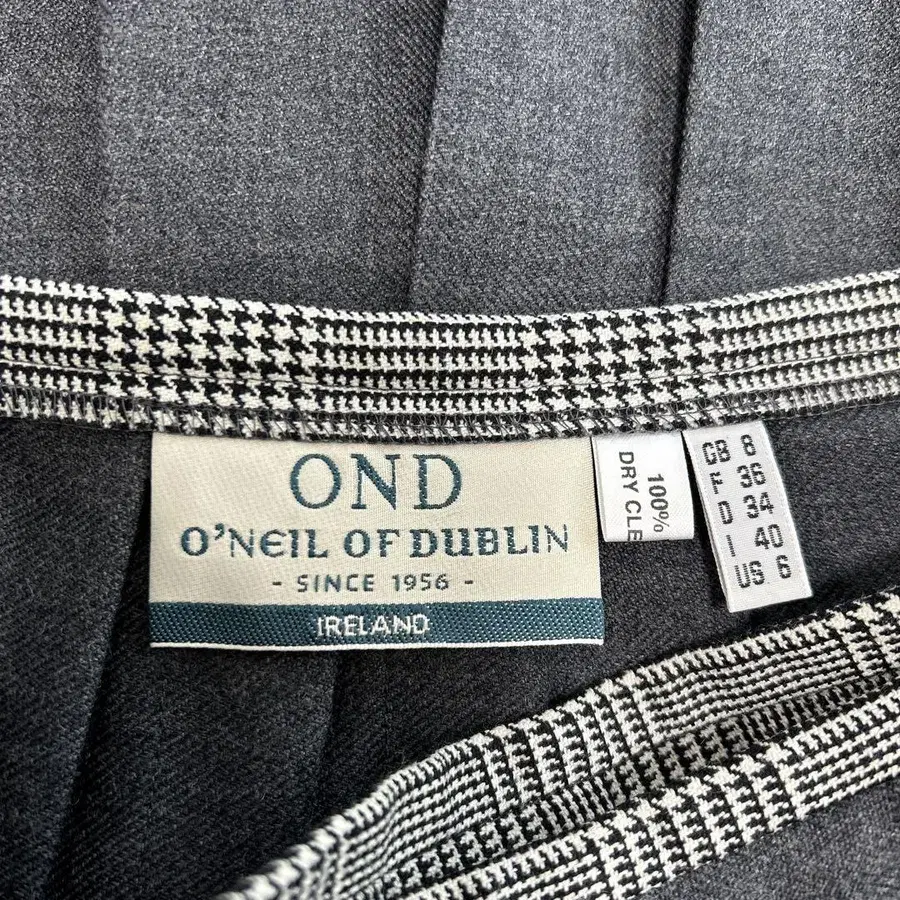 OND
O'NEIL OF DUBLIN
- SINCE 1956 -
IRELAND
100%
DRY CLE
GB 8
F 36
D 34
I 40
US 6